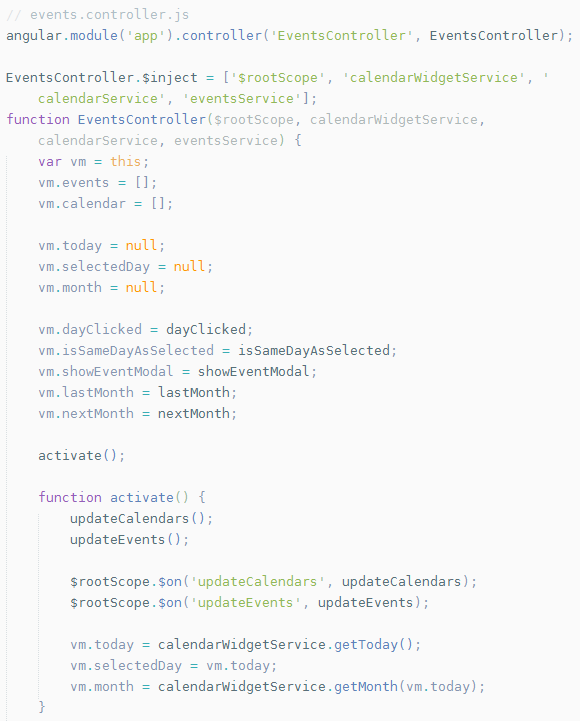 // events.controller.js
angular.module('app').controller('EventsController', EventsController);
EventsController.$inject = ['$rootScope', 'calendarWidgetService', '
calendarService', 'eventsService'];
function EventsController($rootScope, calendarWidgetService,
calendarService, eventsService) {
var vm = this;
vm.events = [];
vm.calendar = [];
vm.today = null;
vm.selectedDay = null;
vm.month = null;
vm.dayClicked = dayClicked;
vm.isSameDayAsSelected = isSameDayAsSelected;
vm.showEventModal = showEventModal;
vm.lastMonth = lastMonth;
vm.nextMonth = nextMonth;
activate();
function activate() {
updateCalendars();
updateEvents();
$rootScope.$on('updateCalendars', updateCalendars);
$rootScope.$on('updateEvents', updateEvents);
vm.today = calendarWidgetService.getToday();
vm.selectedDay = vm.today;
vm.month = calendarWidgetService.getMonth(vm.today);
}